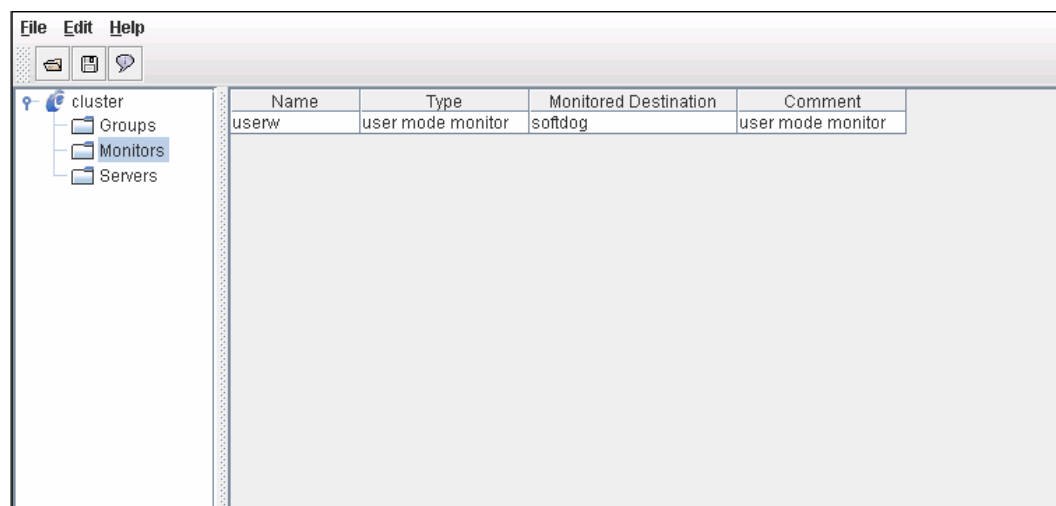 File Edit Help
cluster
Groups
Monitors
Servers
Name Type Monitored Destination Comment
userw user mode monitor softdog user mode monitor